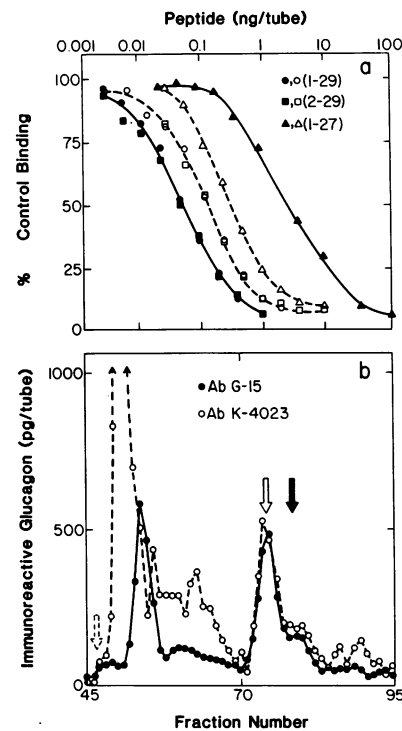 Peptide (ng/tube)
0.001 0.01 0.1 1 10 100
a
100
75
50
25
0
% Control Binding
●,○(1-29)
■,□(2-29)
▲,△(1-27)
b
1000
500
0
Immunoreactive Glucagon (pg/tube)
● Ab G-15
○ Ab K-4023
45 70 95
Fraction Number